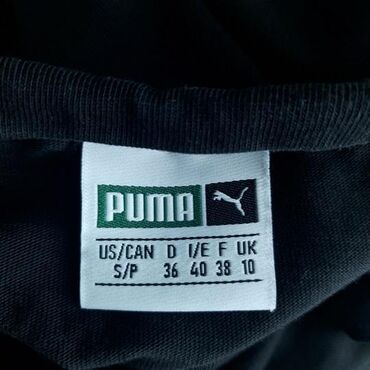 PUMA
US/CAN D I/E F UK
S/P 36 40 38 10